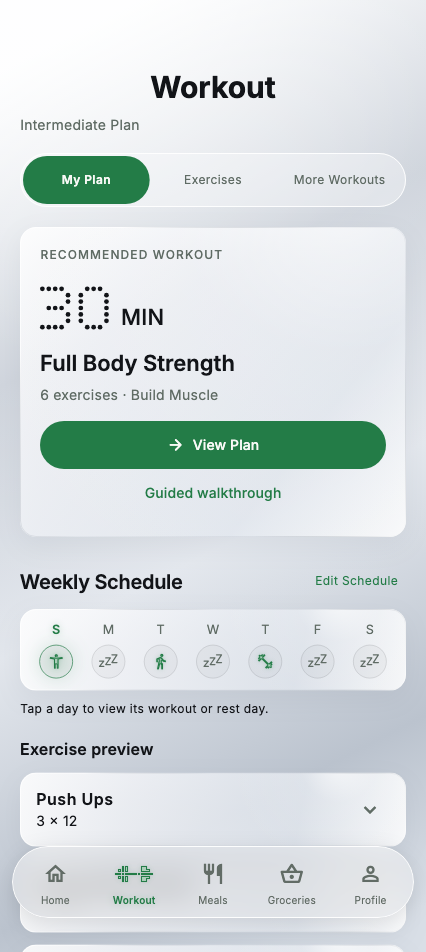 Workout
Intermediate Plan
My Plan Exercises More Workouts
RECOMMENDED WORKOUT
30 MIN
Full Body Strength
6 exercises · Build Muscle
→ View Plan
Guided walkthrough
Weekly Schedule Edit Schedule
S M T W T F S
zZZ zZZ zZZ zZZ
Tap a day to view its workout or rest day.
Exercise preview
Push Ups
3 × 12
Home Workout Meals Groceries Profile